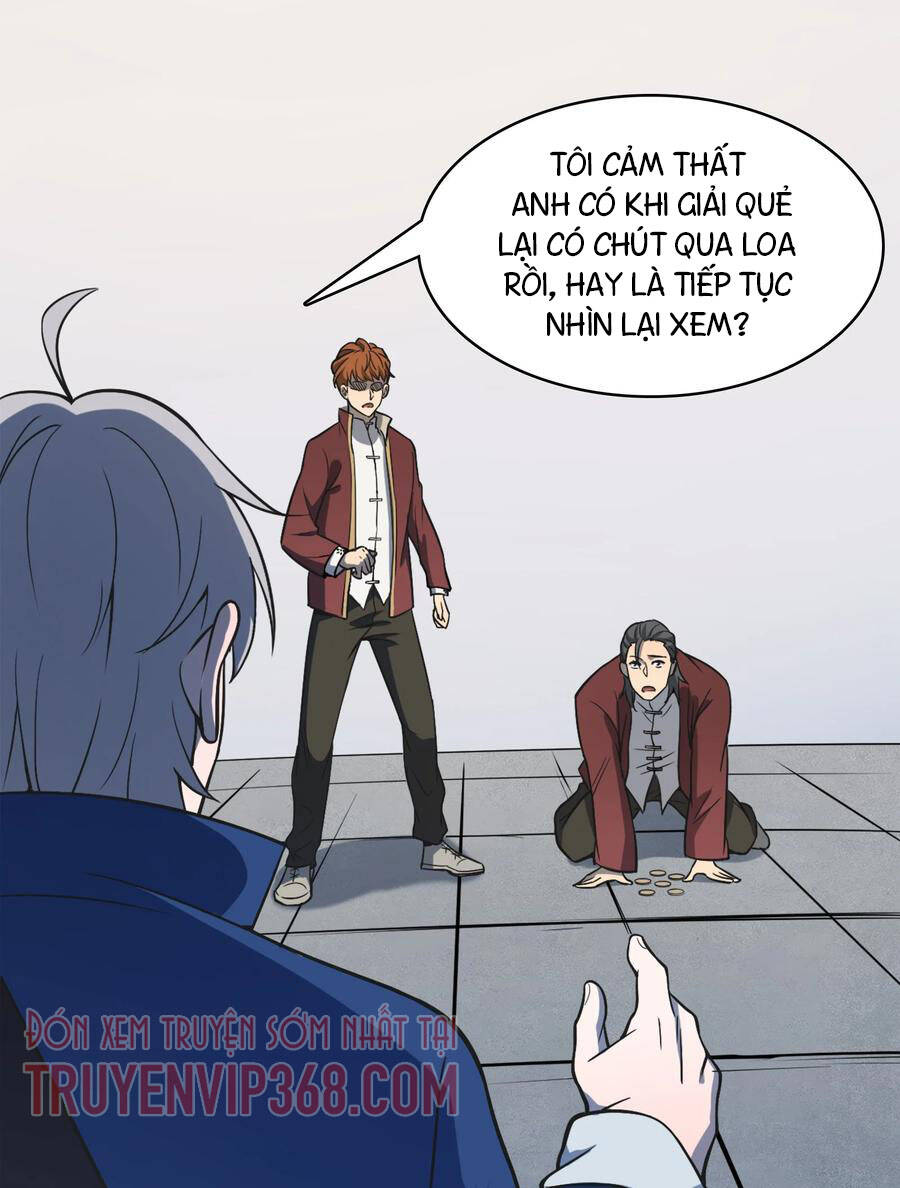 TÔI CẢM THẤT
ANH CÓ KHI GIẢI QUẺ
LẠI CÓ CHÚT QUA LOA
RỒI, HAY LÀ TIẾP TỤC
NHÌN LẠI XEM?
ĐÓN XEM TRUYỆN SỚM NHẤT TẠI
TRUYENVIP368.COM